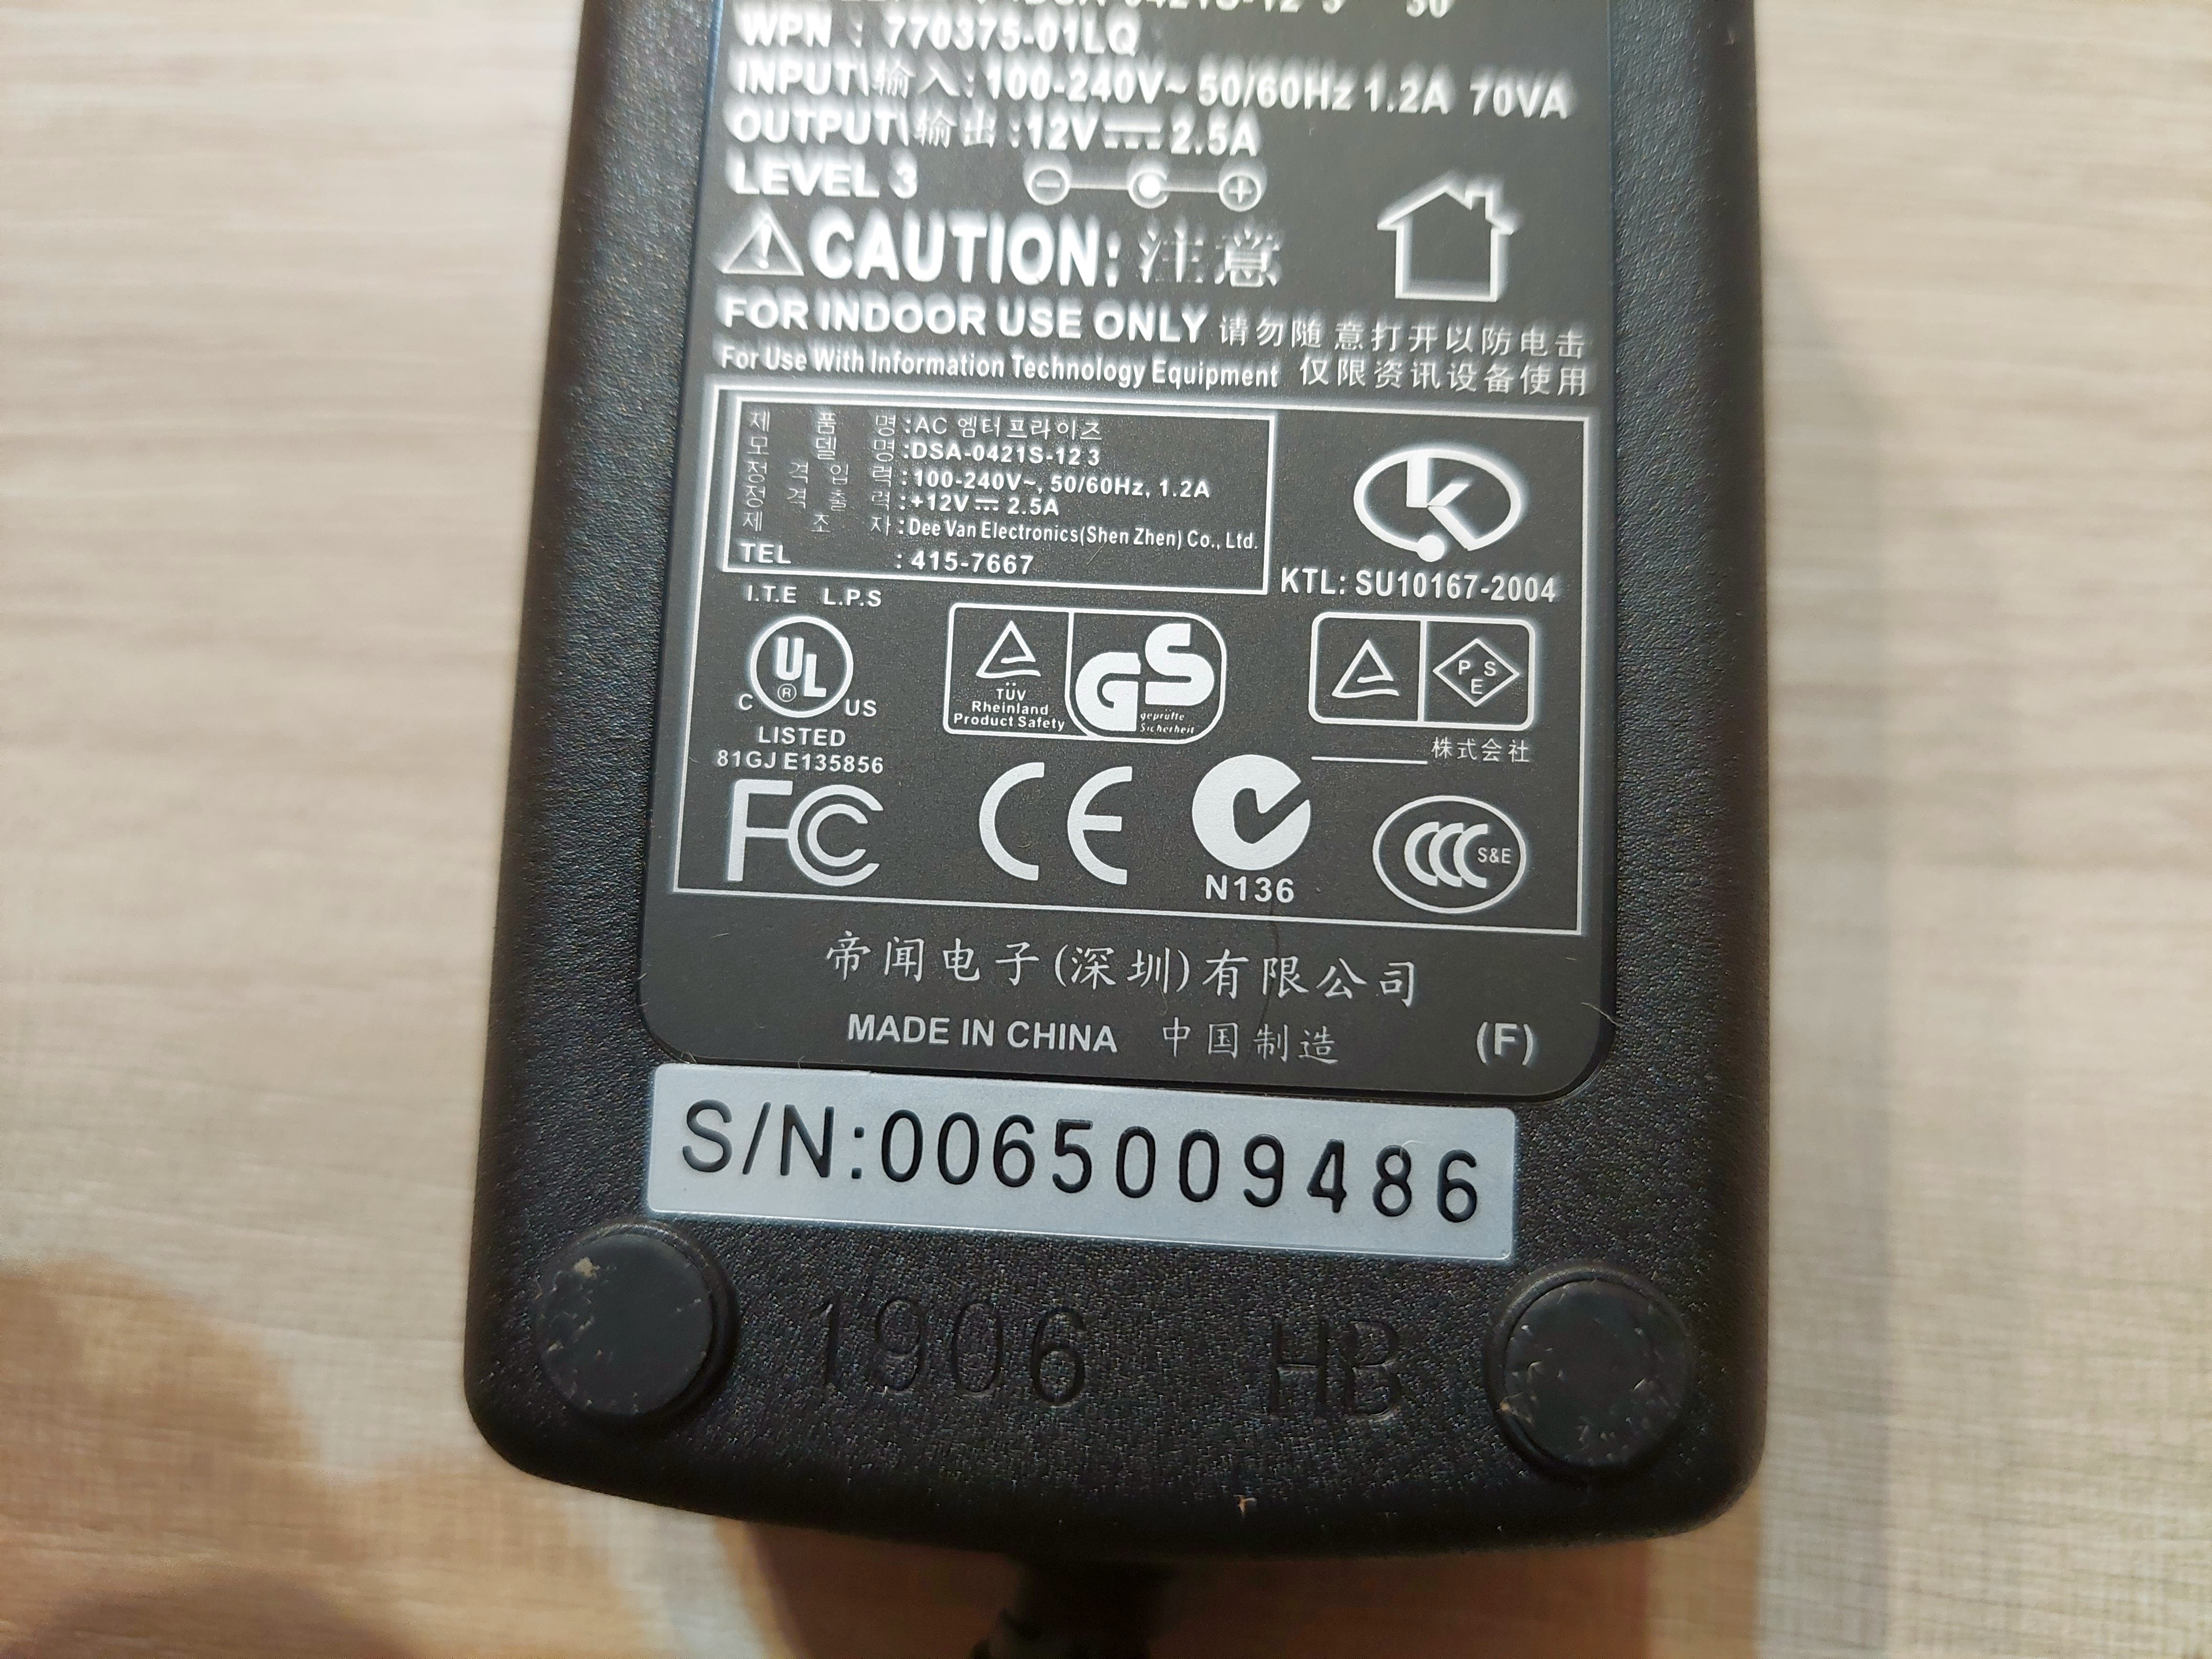 DSA-0421S-12 3 30
WPN : 770375-01LQ
INPUT\输入:100-240V~ 50/60Hz 1.2A 70VA
OUTPUT\输出:12V⎓2.5A
LEVEL 3
CAUTION:注意
FOR INDOOR USE ONLY 请勿随意打开以防电击
For Use With Information Technology Equipment 仅限资讯设备使用
제품명:AC 엠터프라이즈
모델명:DSA-0421S-12 3
정격입력:100-240V~, 50/60Hz, 1.2A
정격출력:+12V⎓ 2.5A
제조자:Dee Van Electronics(Shen Zhen) Co., Ltd.
TEL : 415-7667
KTL: SU10167-2004
I.T.E L.P.S
C UL ® US
LISTED
81GJ E135856
TÜV
Rheinland
Product Safety
GS
geprüfte
Sicherheit
PSE
株式会社
FC
CE
N136
CCC S&E
帝闻电子(深圳)有限公司
MADE IN CHINA 中国制造 (F)
S/N:0065009486
1906 HB